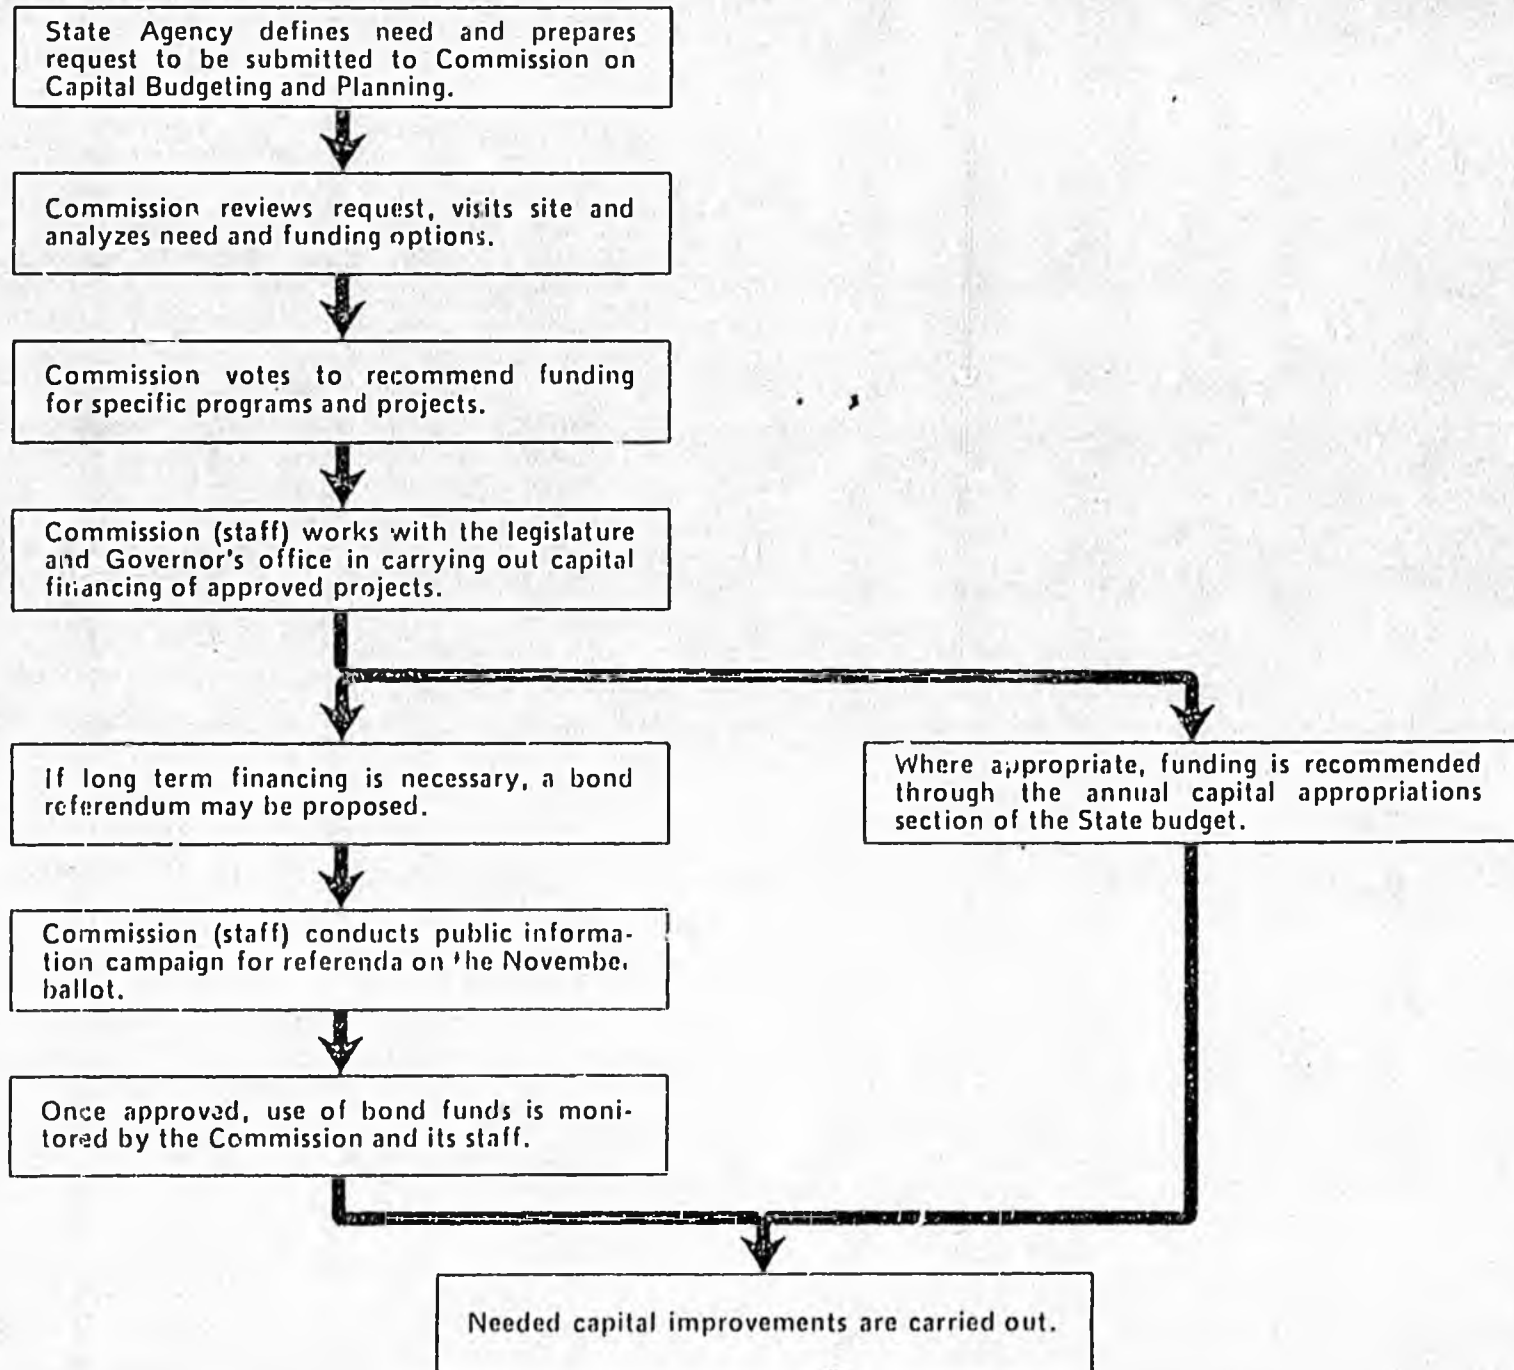 State Agency defines need and prepares
request to be submitted to Commission on
Capital Budgeting and Planning.
Commission reviews request, visits site and
analyzes need and funding options.
Commission votes to recommend funding
for specific programs and projects.
Commission (staff) works with the legislature
and Governor's office in carrying out capital
financing of approved projects.
If long term financing is necessary, a bond
referendum may be proposed.
Where appropriate, funding is recommended
through the annual capital appropriations
section of the State budget.
Commission (staff) conducts public informa-
tion campaign for referenda on the November
ballot.
Once approved, use of bond funds is moni-
tored by the Commission and its staff.
Needed capital improvements are carried out.